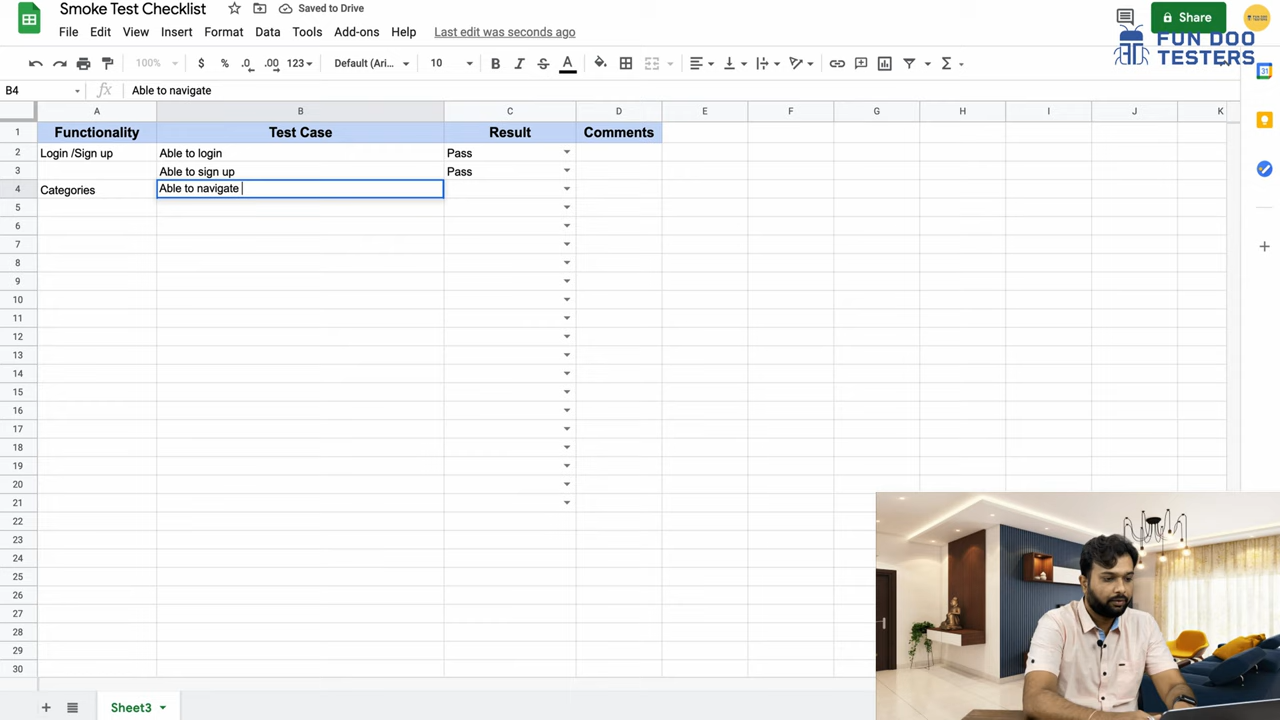 Smoke Test Checklist
Saved to Drive
File Edit View Insert Format Data Tools Add-ons Help Last edit was seconds ago
Share
FUN DOO
TESTERS
100% $ % .0 .00 123 Default (Ari... 10 B I S A
31
B4 fx Able to navigate
A B C D E F G H I J K
1 Functionality Test Case Result Comments
2 Login /Sign up Able to login Pass
3 Able to sign up Pass
4 Categories Able to navigate
5
6
7
8
9
10
11
12
13
14
15
16
17
18
19
20
21
22
23
24
25
26
27
28
29
30
Sheet3